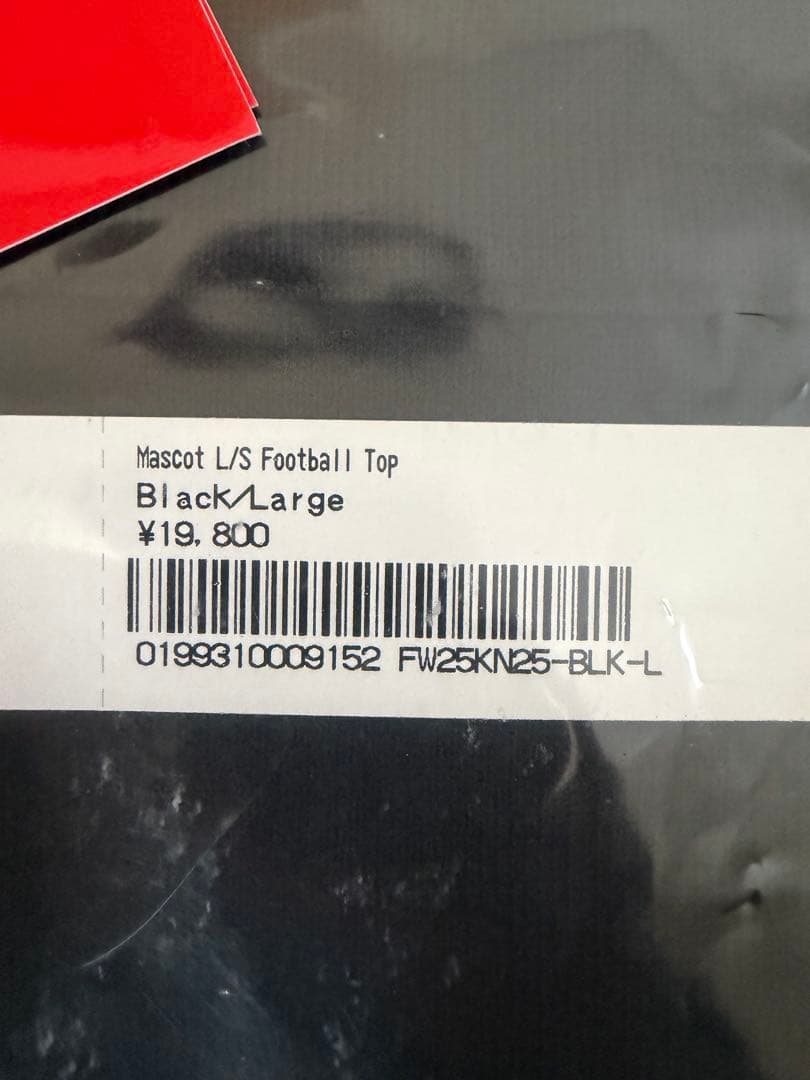 Mascot L/S Football Top
Black/Large
¥19,800
0199310009152 FW25KN25-BLK-L